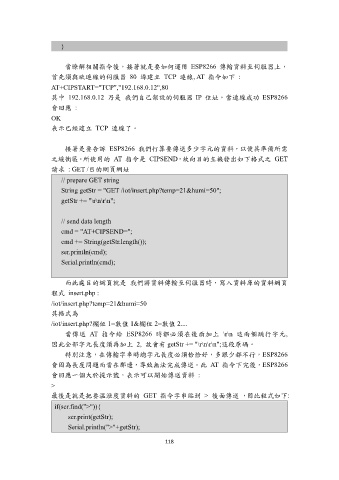 }
當瞭解相關指令後，接著就是要如何運用 ESP8266 傳輸資料至伺服器上，
首先須與欲連線的伺服器 80 埠建立 TCP 連線,AT 指令如下：
AT+CIPSTART="TCP","192.168.0.12",80
其中 192.168.0.12 乃是 我們自己架設的伺服器 IP 位址，當連線成功 ESP8266
會回應：
OK
表示已經建立 TCP 連線了。
接著是要告訴 ESP8266 我們打算要傳送多少字元的資料，以便其準備所需
之緩衝區，所使用的 AT 指令是 CIPSEND，故向目的主機發出如下格式之 GET
請求：GET /目的網頁網址
// prepare GET string
String getStr = "GET /iot/insert.php?temp=21&humi=50";
getStr += "\r\n\r\n";
// send data length
cmd = "AT+CIPSEND=";
cmd += String(getStr.length());
ser.println(cmd);
Serial.println(cmd);
而此處目的網頁就是 我們將資料傳輸至伺服器時，寫入資料庫的資料網頁
程式 insert.php :
/iot/insert.php?temp=21&humi=50
其格式為
/iot/insert.php?欄位 1=數值 1&欄位 2=數值 2....
當傳送 AT 指令給 ESP8266 時都必須在後面加上 \r\n 這兩個跳行字元,
因此全部字元長度須再加上 2, 故會有 getStr += "\r\n\r\n";這段原碼。
特別注意，在傳輸字串時總字元長度必須恰恰好，多跟少都不行，ESP8266
會因為長度問題而當在那邊，導致無法完成傳送。此 AT 指令下完後，ESP8266
會回應一個大於提示號，表示可以開始傳送資料：
>
最後是就是把要溫溼度資料的 GET 指令字串貼到 > 後面傳送，顧此程式如下:
if(ser.find(">")){
ser.print(getStr);
Serial.println(">"+getStr);
118